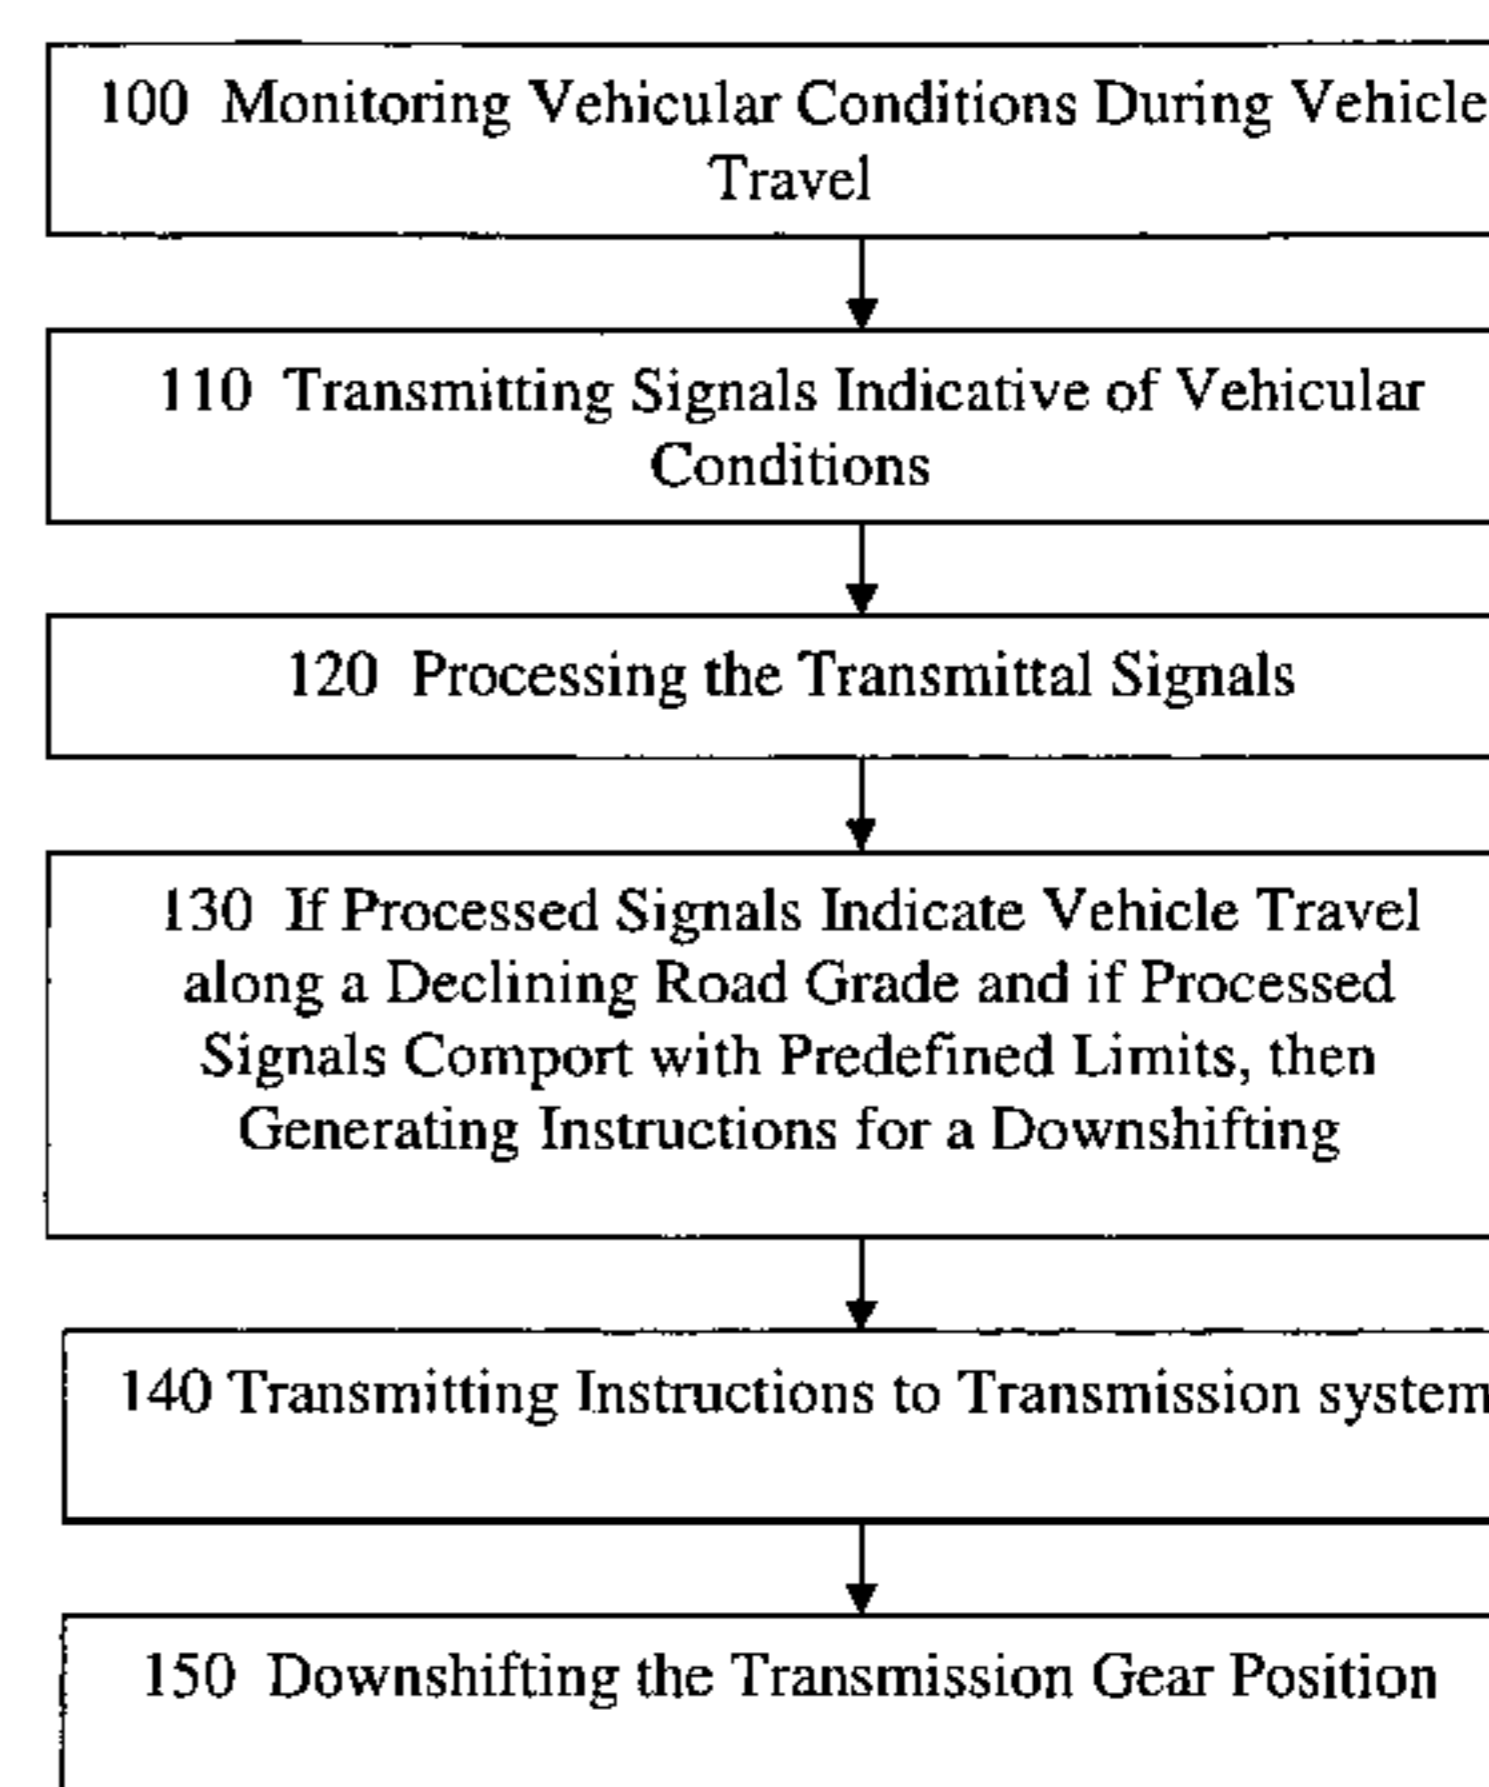 100 Monitoring Vehicular Conditions During Vehicle
Travel
110 Transmitting Signals Indicative of Vehicular
Conditions
120 Processing the Transmittal Signals
130 If Processed Signals Indicate Vehicle Travel
along a Declining Road Grade and if Processed
Signals Comport with Predefined Limits, then
Generating Instructions for a Downshifting
140 Transmitting Instructions to Transmission system
150 Downshifting the Transmission Gear Position